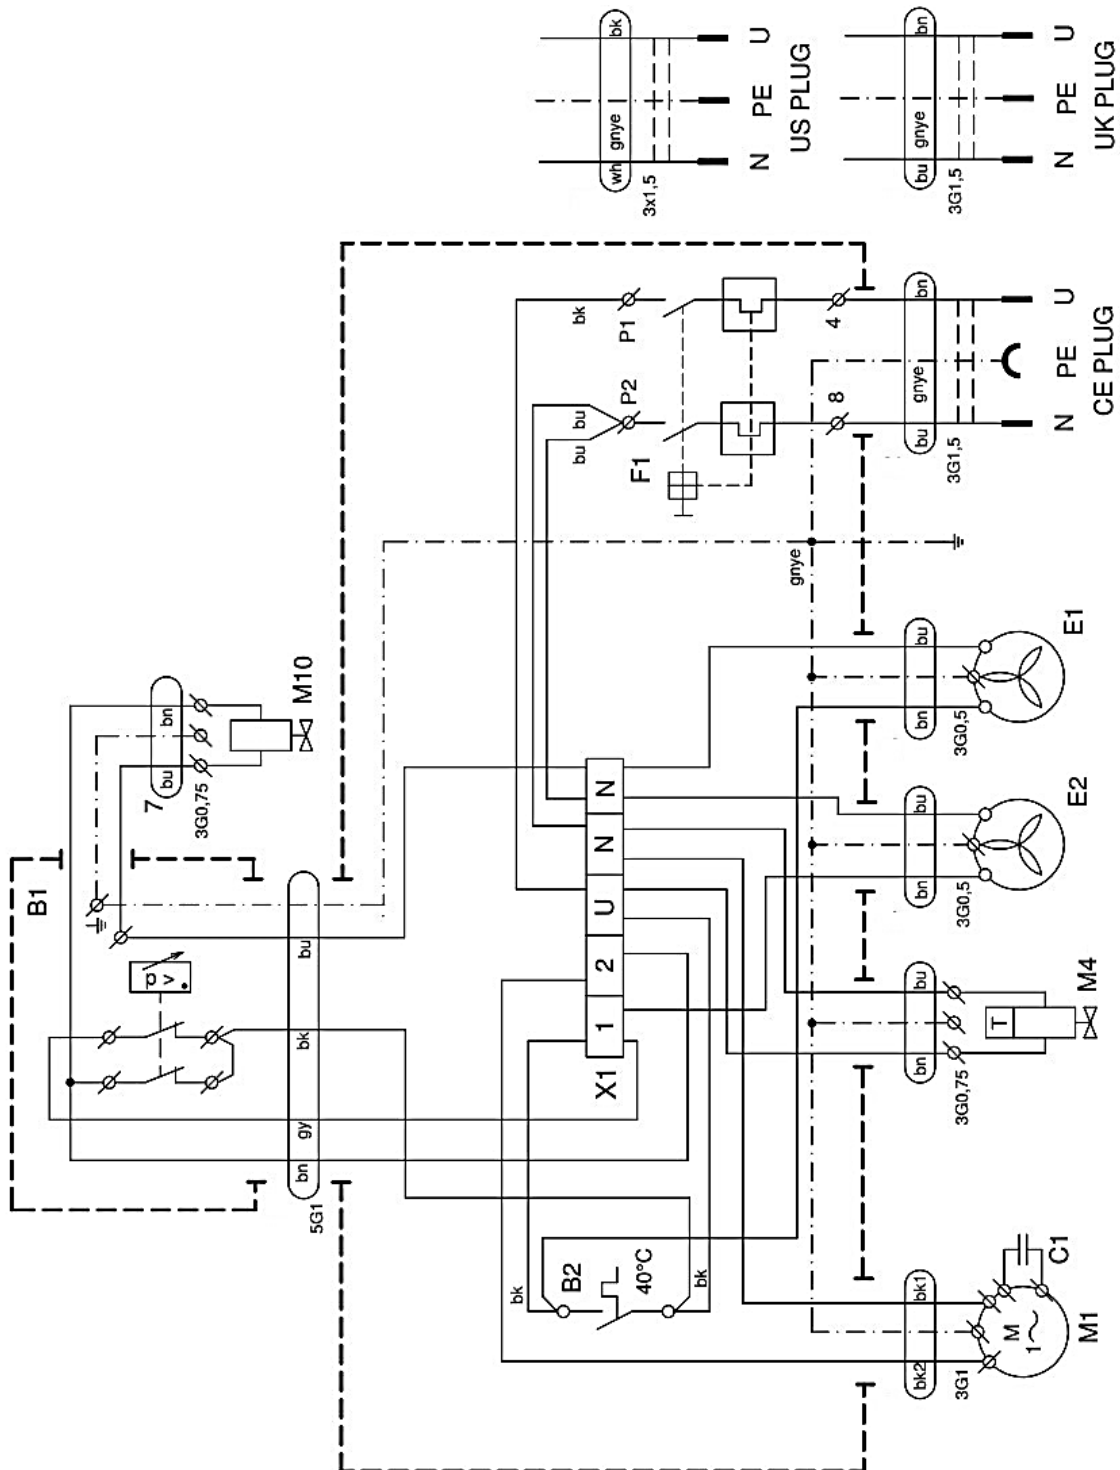 B1
p
v
7
bu bn
3G0,75
M10
bn gy bk bu
5G1
bk
B2
bu bu bk
X1 1 2 U N N
wh gnye bk
40°C
F1 P2 P1
3x1,5
bk
N PE U
US PLUG
gnye
8 4
bk2 bk1 bn bu bn bu bn bu bu gnye bn bu gnye bn
3G1 3G0,75 3G0,5 3G0,5 3G1,5 3G1,5
M T
1~
C1 N PE U N PE U
M1 M4 E2 E1 CE PLUG UK PLUG